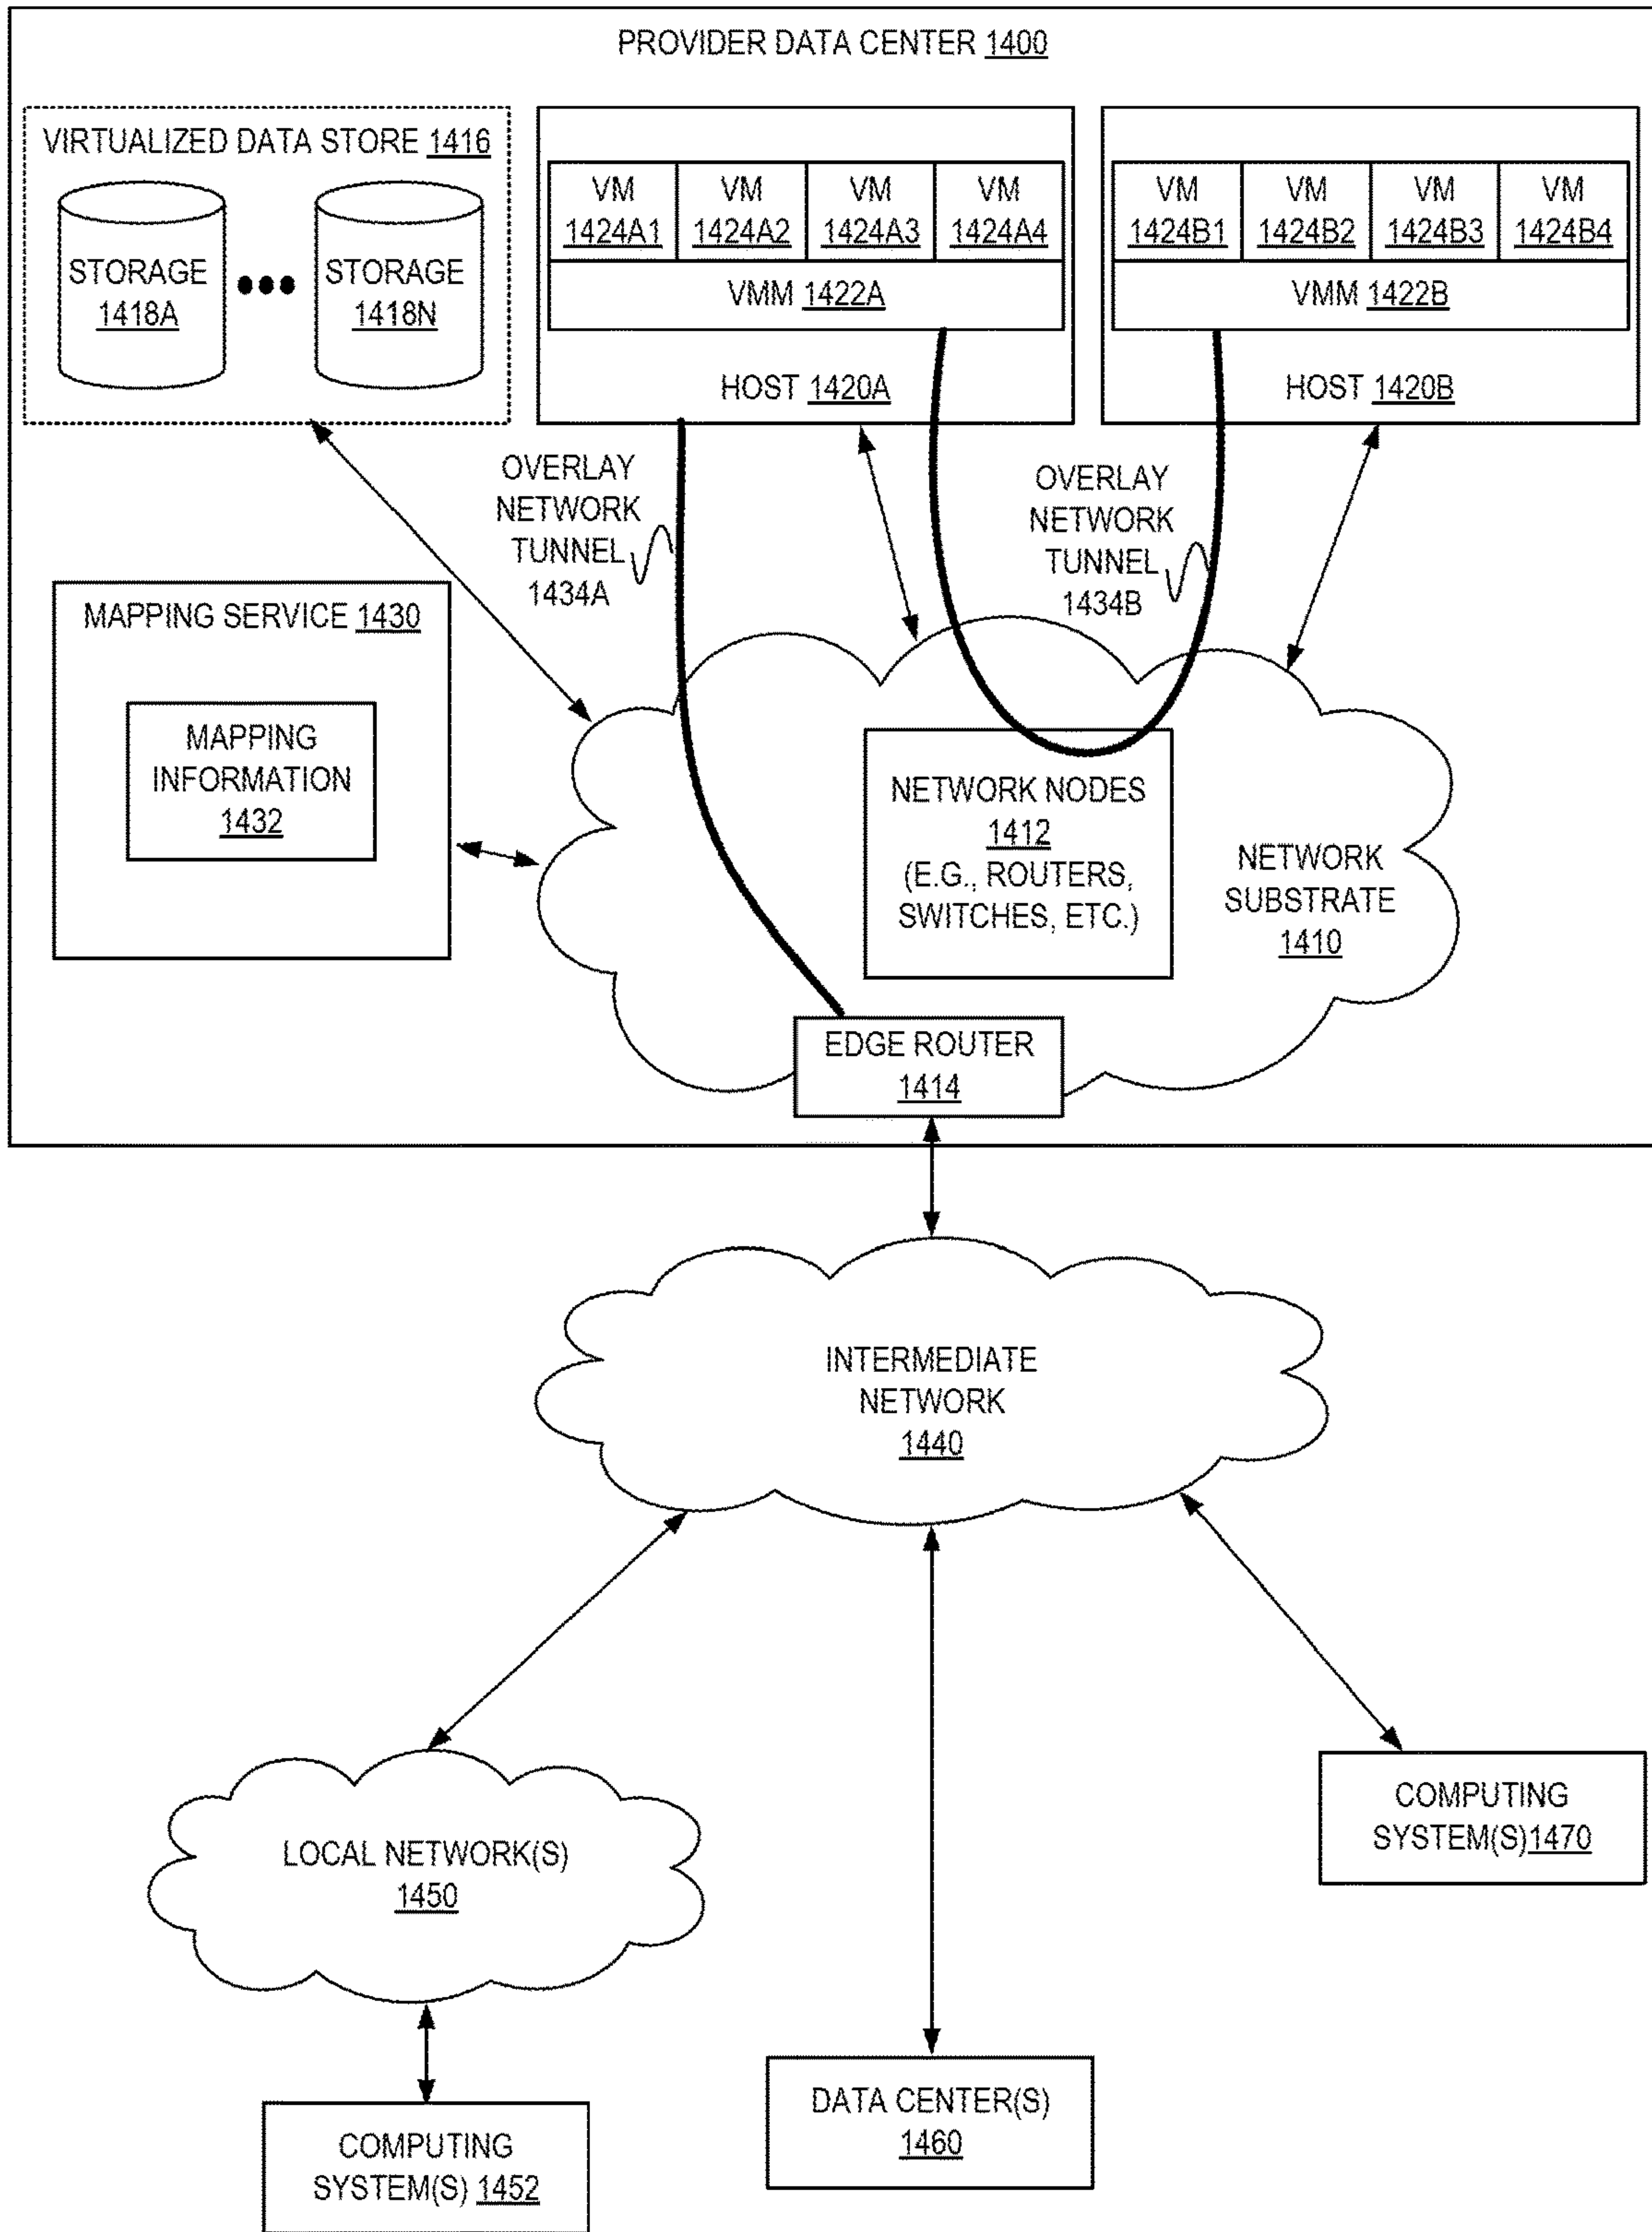 PROVIDER DATA CENTER 1400
VIRTUALIZED DATA STORE 1416
STORAGE
1418A
STORAGE
1418N
VM
1424A1
VM
1424A2
VM
1424A3
VM
1424A4
VMM 1422A
HOST 1420A
VM
1424B1
VM
1424B2
VM
1424B3
VM
1424B4
VMM 1422B
HOST 1420B
OVERLAY
NETWORK
TUNNEL
1434A
OVERLAY
NETWORK
TUNNEL
1434B
MAPPING SERVICE 1430
MAPPING
INFORMATION
1432
NETWORK NODES
1412
(E.G., ROUTERS,
SWITCHES, ETC.)
NETWORK
SUBSTRATE
1410
EDGE ROUTER
1414
INTERMEDIATE
NETWORK
1440
LOCAL NETWORK(S)
1450
COMPUTING
SYSTEM(S)1470
DATA CENTER(S)
1460
COMPUTING
SYSTEM(S) 1452